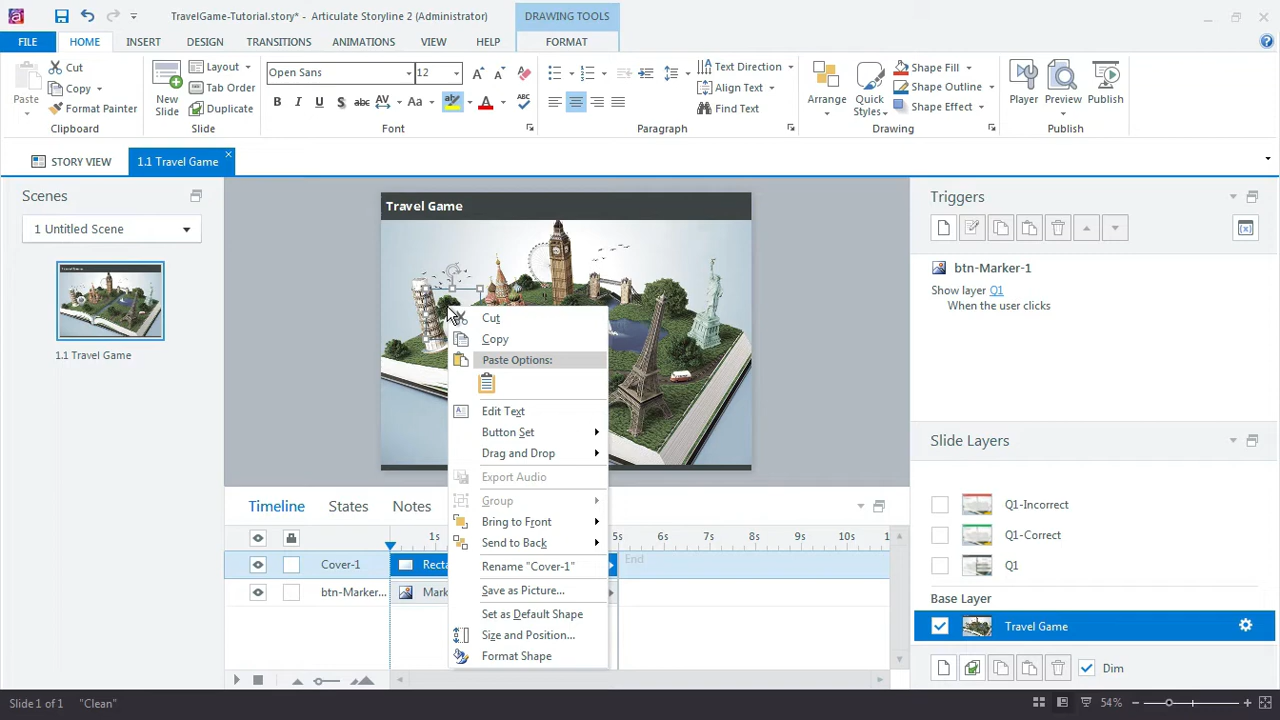 TravelGame-Tutorial.story* - Articulate Storyline 2 (Administrator)
DRAWING TOOLS
FILE
HOME
INSERT
DESIGN
TRANSITIONS
ANIMATIONS
VIEW
HELP
FORMAT
Paste
Cut
Copy
Format Painter
Clipboard
New Slide
Layout
Tab Order
Duplicate
Slide
Open Sans
12
B I U S abc AV Aa A
Font
Text Direction
Align Text
Find Text
Paragraph
Arrange
Quick Styles
Shape Fill
Shape Outline
Shape Effect
Drawing
Player
Preview
Publish
Publish
STORY VIEW
1.1 Travel Game
Scenes
1 Untitled Scene
1.1 Travel Game
Travel Game
Cut
Copy
Paste Options:
Edit Text
Button Set
Drag and Drop
Export Audio
Group
Bring to Front
Send to Back
Rename "Cover-1"
Save as Picture...
Set as Default Shape
Size and Position...
Format Shape
Timeline
States
Notes
1s
5s
6s
7s
8s
9s
10s
1
Cover-1
Recta
End
btn-Marker...
Mark
Triggers
btn-Marker-1
Show layer Q1
When the user clicks
Slide Layers
Q1-Incorrect
Q1-Correct
Q1
Base Layer
Travel Game
Dim
Slide 1 of 1
"Clean"
54%